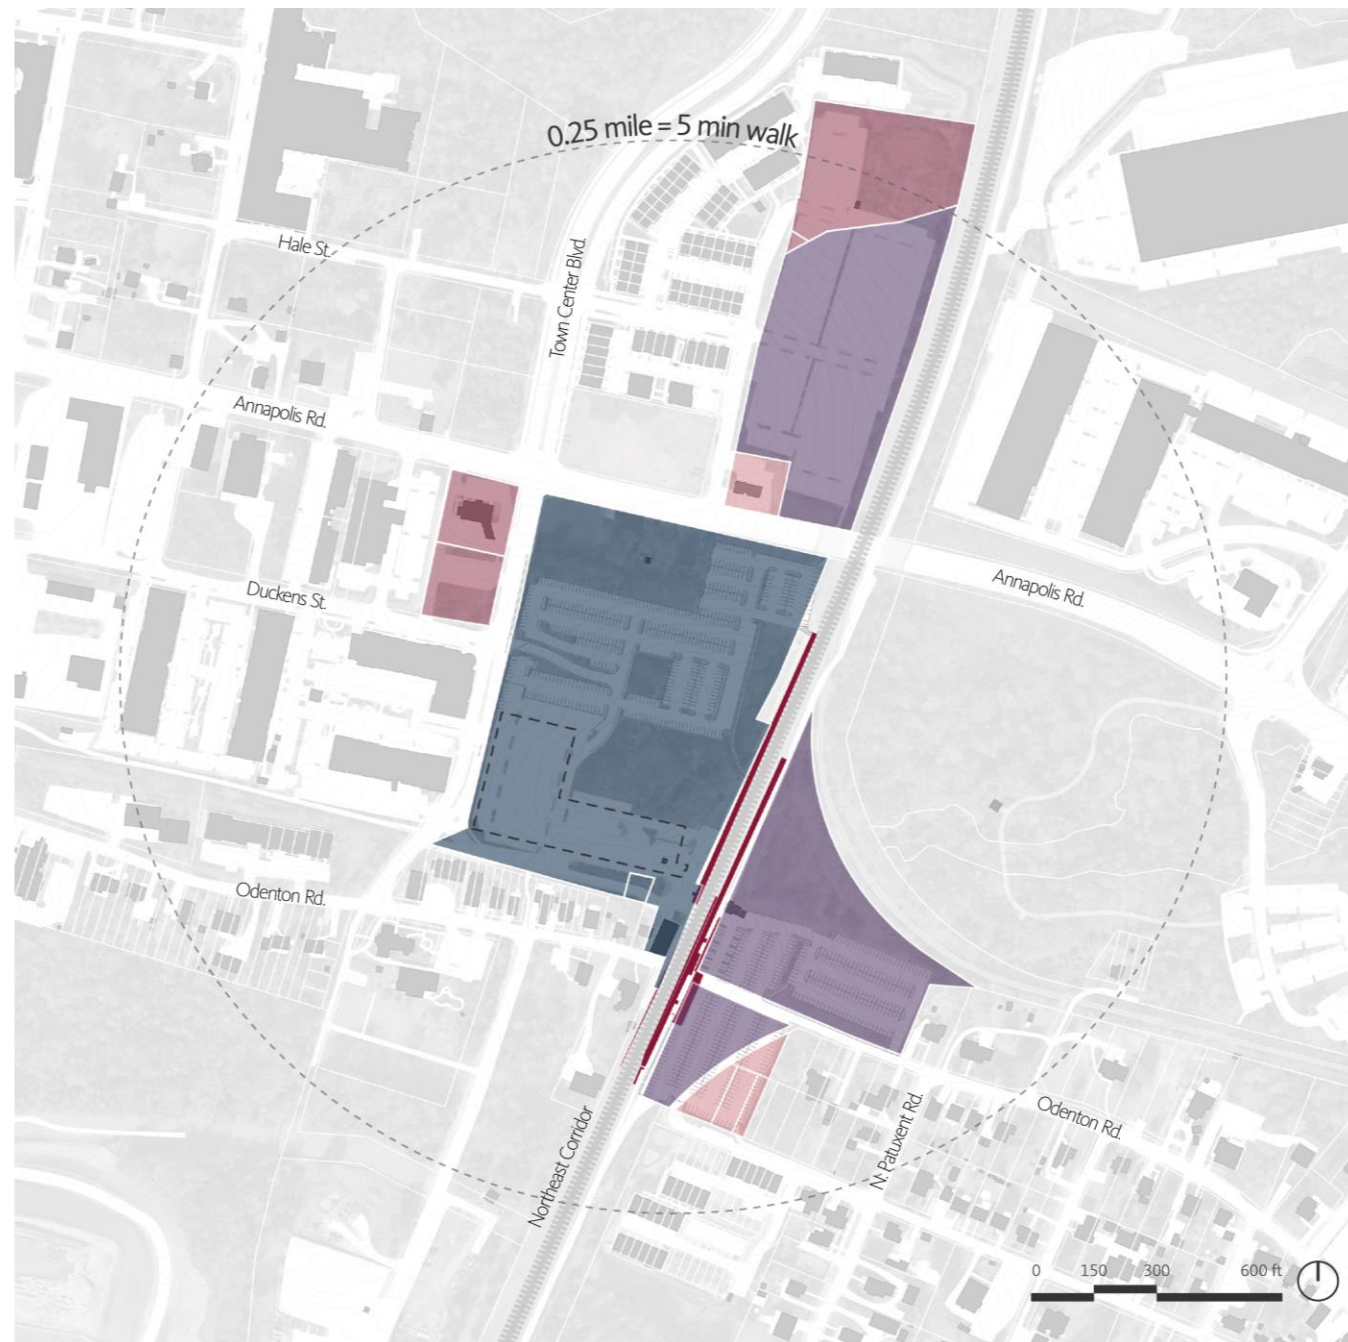 0.25 mile = 5 min walk
Hale St.
Town Center Blvd.
Annapolis Rd.
Annapolis Rd.
Duckens St.
Odenton Rd.
Odenton Rd.
N. Patuxent Rd.
Northeast Corridor
0 150 300 600 ft